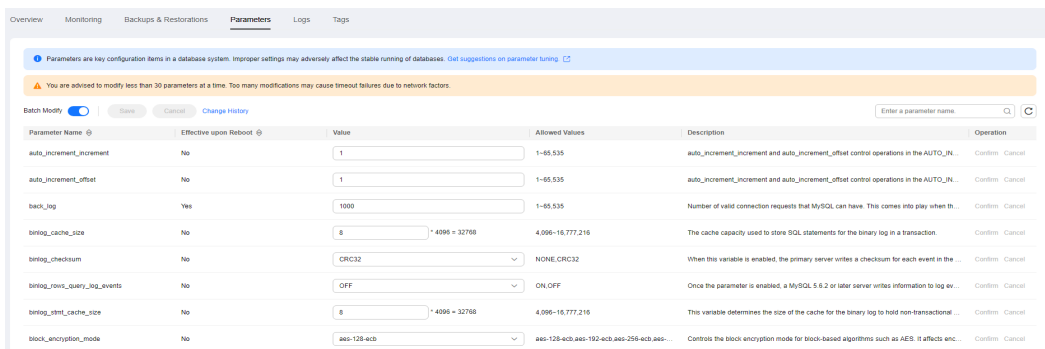 Overview Monitoring Backups & Restorations Parameters Logs Tags
Parameters are key configuration items in a database system. Improper settings may adversely affect the stable running of databases. Get suggestions on parameter tuning.
You are advised to modify less than 30 parameters at a time. Too many modifications may cause timeout failures due to network factors.
Batch Modify Save Cancel Change History Enter a parameter name.
Parameter Name Effective upon Reboot Value Allowed Values Description Operation
auto_increment_increment No 1 1~65,535 auto_increment_increment and auto_increment_offset control operations in the AUTO_IN... Confirm Cancel
auto_increment_offset No 1 1~65,535 auto_increment_increment and auto_increment_offset control operations in the AUTO_IN... Confirm Cancel
back_log Yes 1000 1~65,535 Number of valid connection requests that MySQL can have. This comes into play when th... Confirm Cancel
binlog_cache_size No 8 * 4096 = 32768 4,096~16,777,216 The cache capacity used to store SQL statements for the binary log in a transaction. Confirm Cancel
binlog_checksum No CRC32 NONE,CRC32 When this variable is enabled, the primary server writes a checksum for each event in the ... Confirm Cancel
binlog_rows_query_log_events No OFF ON,OFF Once the parameter is enabled, a MySQL 5.6.2 or later server writes information to log ev... Confirm Cancel
binlog_stmt_cache_size No 8 * 4096 = 32768 4,096~16,777,216 This variable determines the size of the cache for the binary log to hold non-transactional ... Confirm Cancel
block_encryption_mode No aes-128-ecb aes-128-ecb,aes-192-ecb,aes-256-ecb,aes-... Controls the block encryption mode for block-based algorithms such as AES. It affects enc... Confirm Cancel